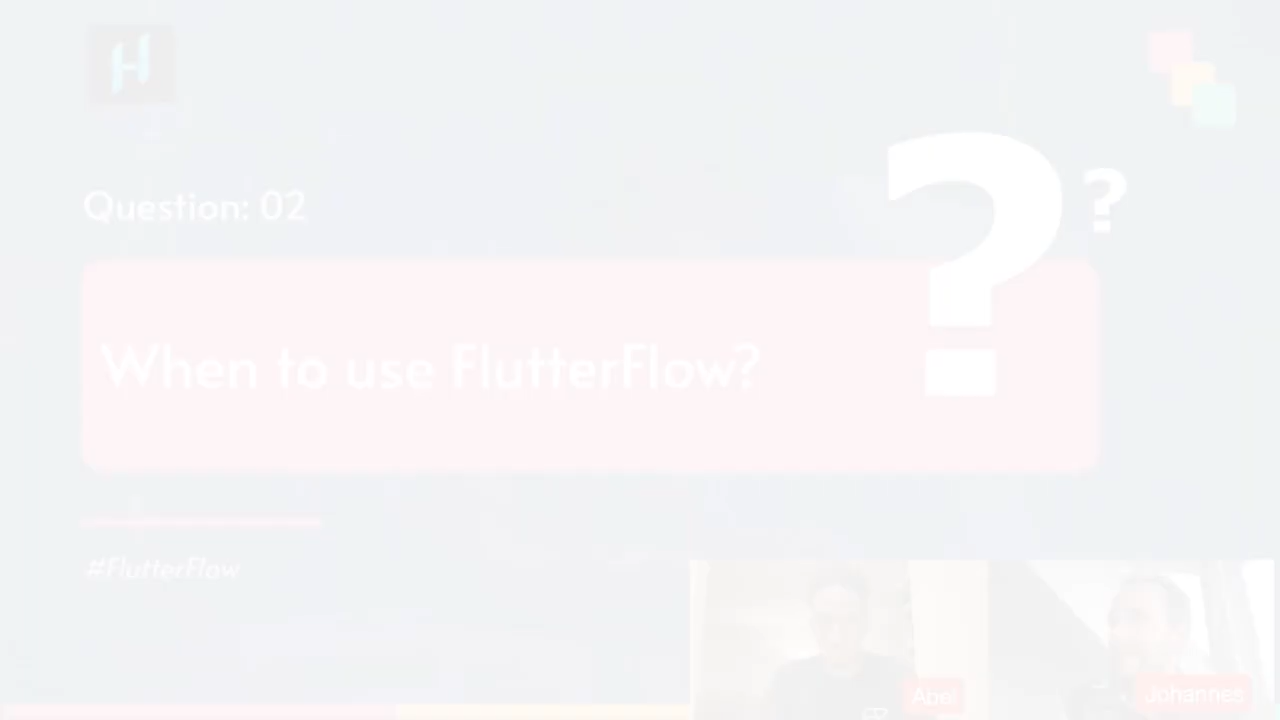 H
?
?
Question: 02
When to use FlutterFlow?
#FlutterFlow
Abel
Johannes